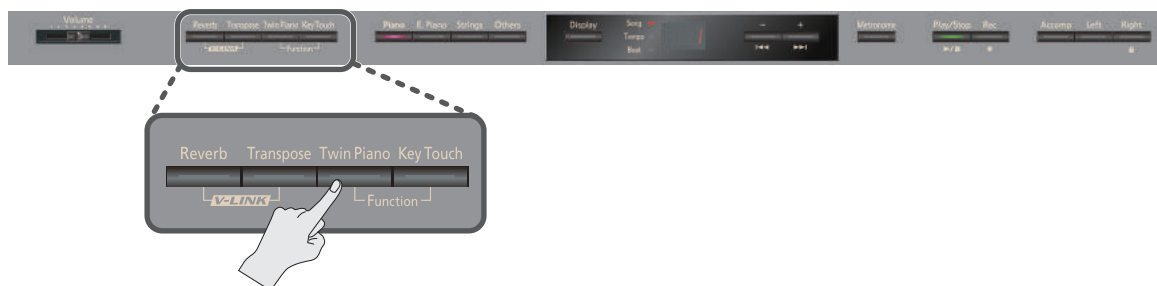 Volume
Reverb Transpose Twin Piano Key Touch
V-LINK Function
Piano E. Piano Strings Others
Display Song
Tempo
Beat
1
- +
Metronome
Play/Stop Rec
Accomp Left Right
Reverb Transpose Twin Piano Key Touch
V-LINK Function